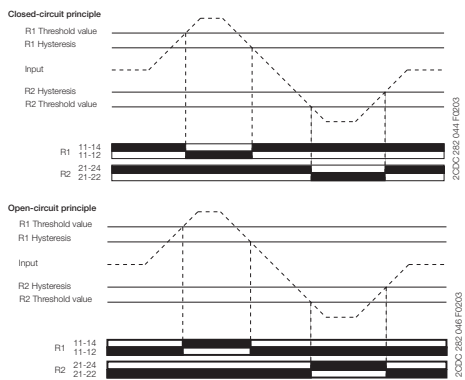 Closed-circuit principle
R1 Threshold value
R1 Hysteresis
Input
R2 Hysteresis
R2 Threshold value
R1 11-14
11-12
R2 21-24
21-22
2CDC 282 044 F0203
Open-circuit principle
R1 Threshold value
R1 Hysteresis
Input
R2 Hysteresis
R2 Threshold value
R1 11-14
11-12
R2 21-24
21-22
2CDC 282 046 F0203